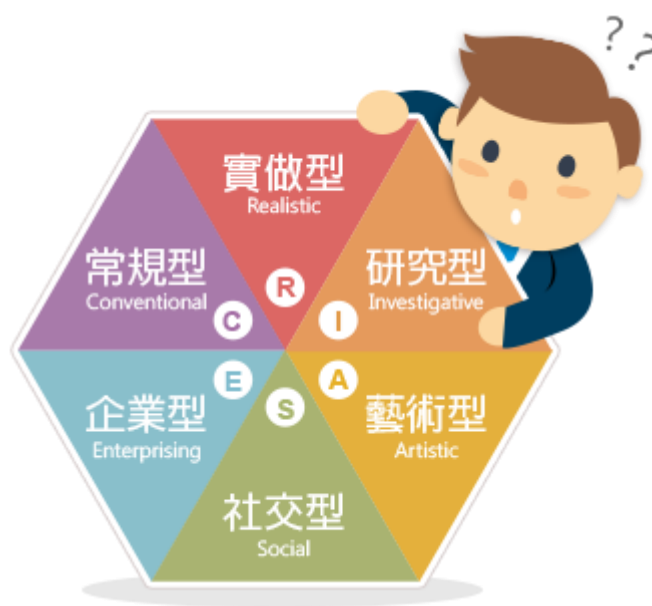 ??
實做型
Realistic
R
常規型
Conventional
C
研究型
Investigative
I
企業型
Enterprising
E
藝術型
Artistic
A
社交型
Social
S